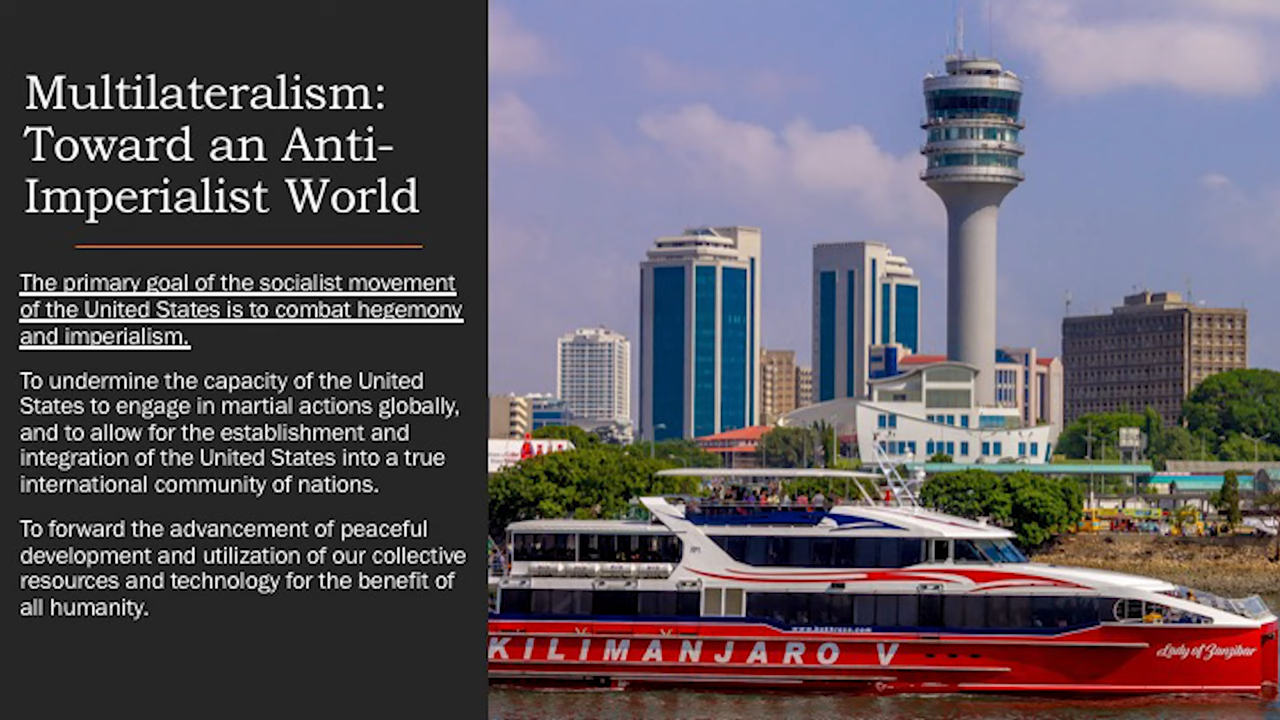 Multilateralism:
Toward an Anti-
Imperialist World
The primary goal of the socialist movement
of the United States is to combat hegemony
and imperialism.
To undermine the capacity of the United
States to engage in martial actions globally,
and to allow for the establishment and
integration of the United States into a true
international community of nations.
To forward the advancement of peaceful
development and utilization of our collective
resources and technology for the benefit of
all humanity.
KILIMANJARO V
Lady of Zanzibar